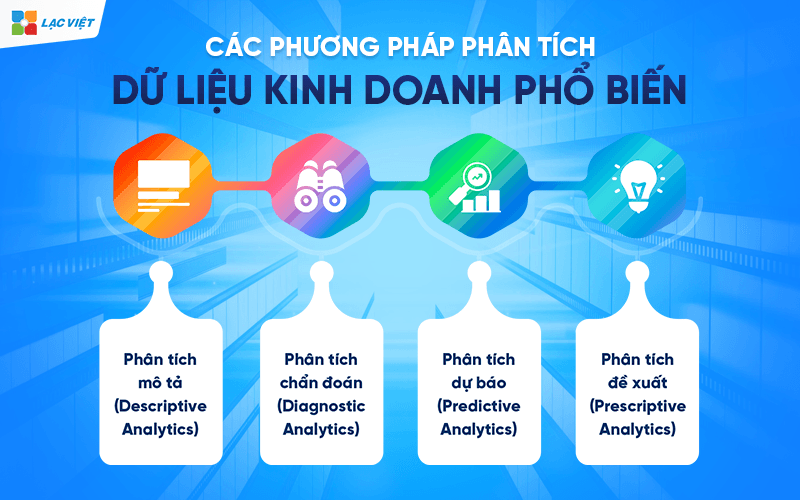 LẠC VIỆT
CÁC PHƯƠNG PHÁP PHÂN TÍCH
DỮ LIỆU KINH DOANH PHỔ BIẾN
Phân tích
mô tả
(Descriptive
Analytics)
Phân tích
chẩn đoán
(Diagnostic
Analytics)
Phân tích
dự báo
(Predictive
Analytics)
Phân tích
đề xuất
(Prescriptive
Analytics)